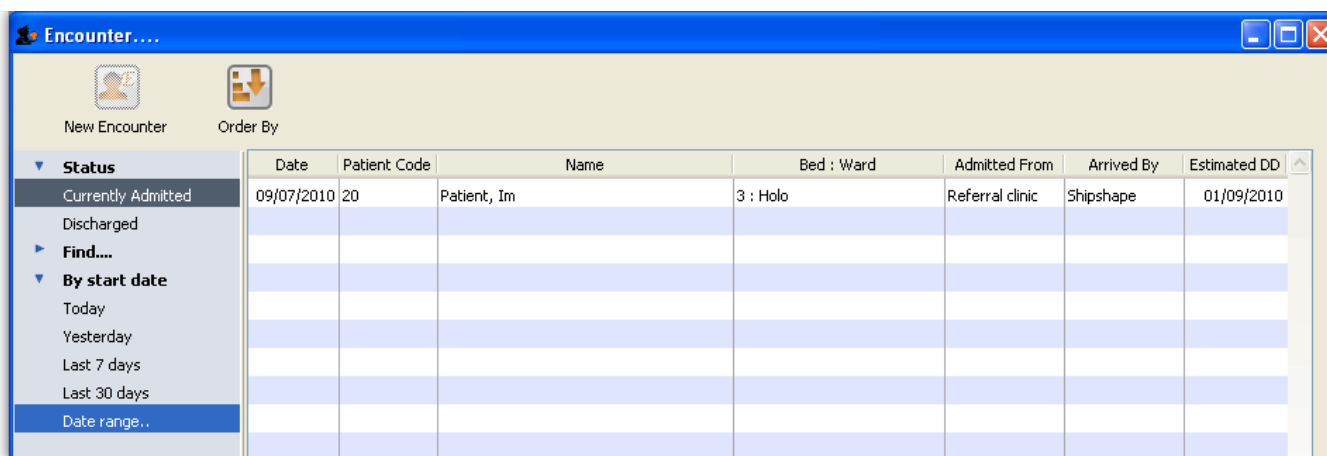 Encounter....
New Encounter Order By
Status
Currently Admitted
Discharged
Find....
By start date
Today
Yesterday
Last 7 days
Last 30 days
Date range..
Date Patient Code Name Bed : Ward Admitted From Arrived By Estimated DD
09/07/2010 20 Patient, Im 3 : Holo Referral clinic Shipshape 01/09/2010